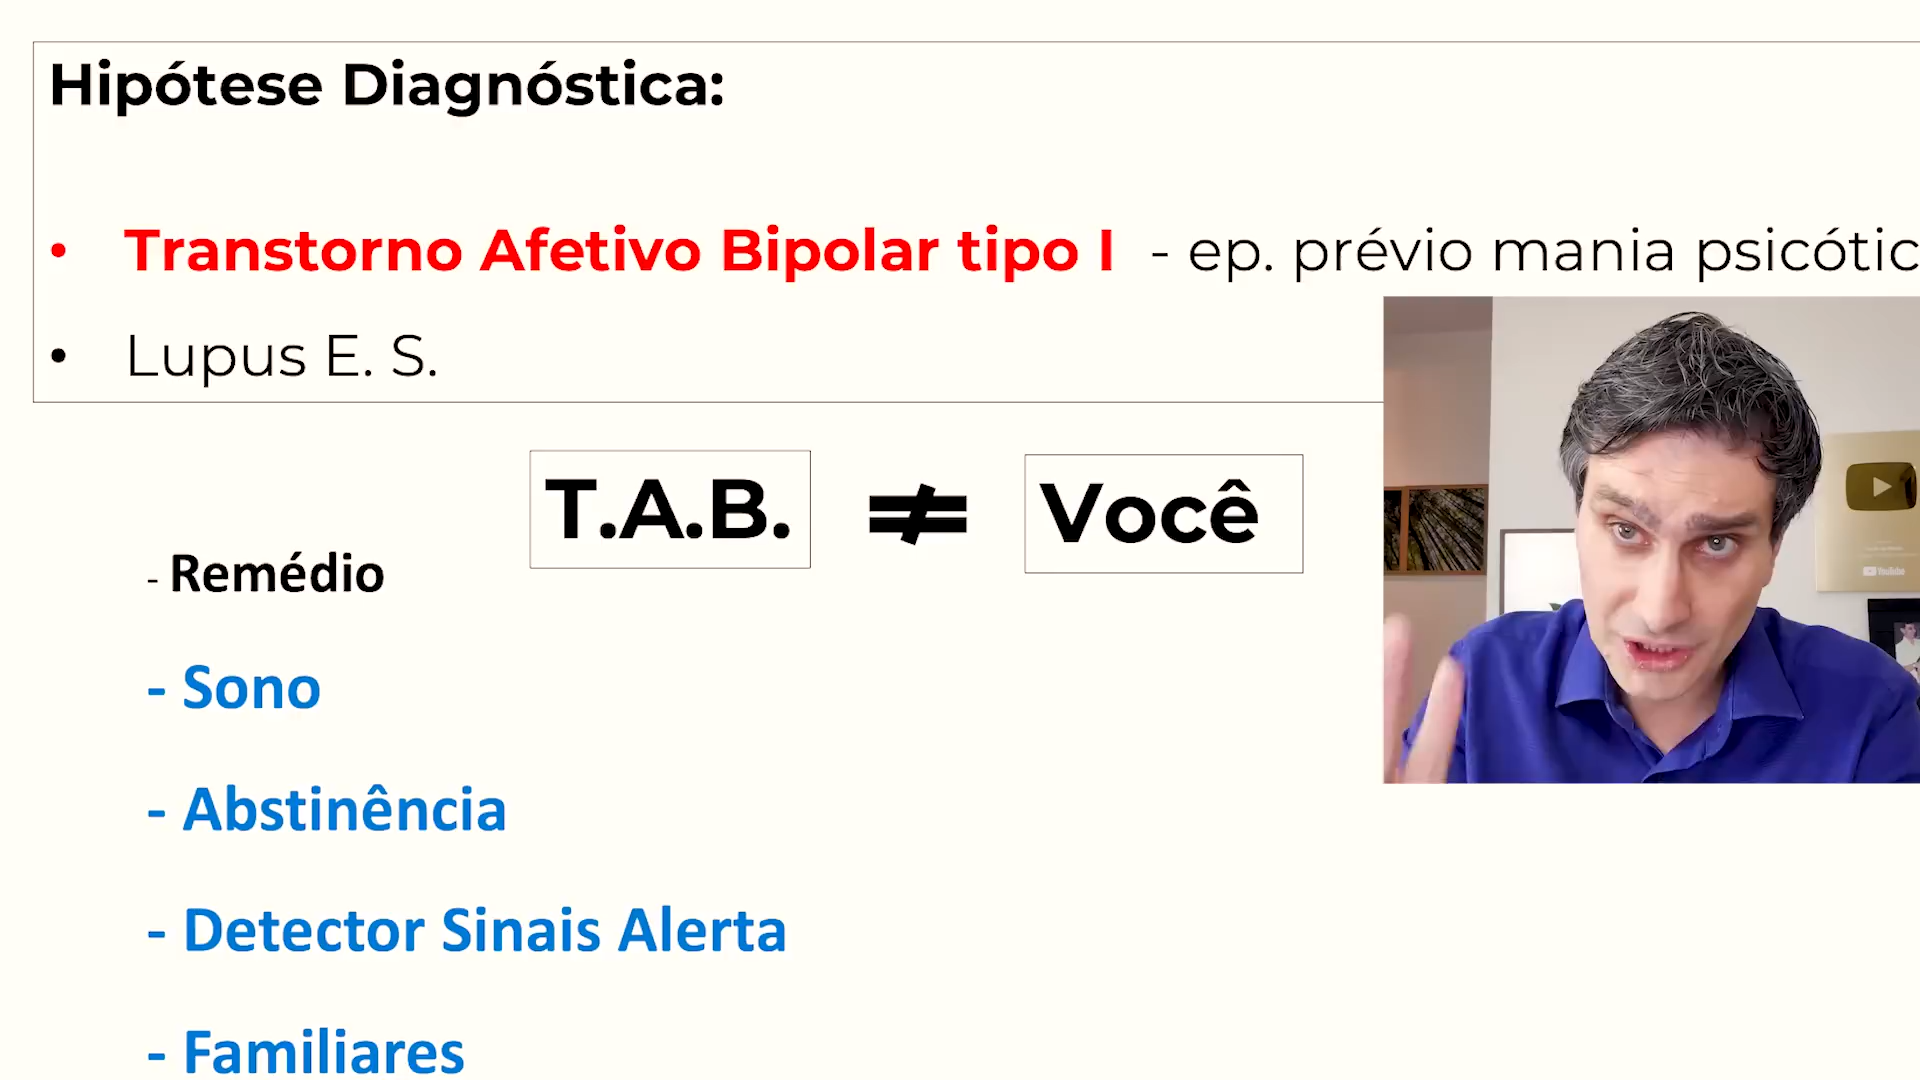 Hipótese Diagnóstica:
• Transtorno Afetivo Bipolar tipo I - ep. prévio mania psicótic
• Lupus E. S.
T.A.B. ≠ Você
- Remédio
- Sono
- Abstinência
- Detector Sinais Alerta
- Familiares
YouTube